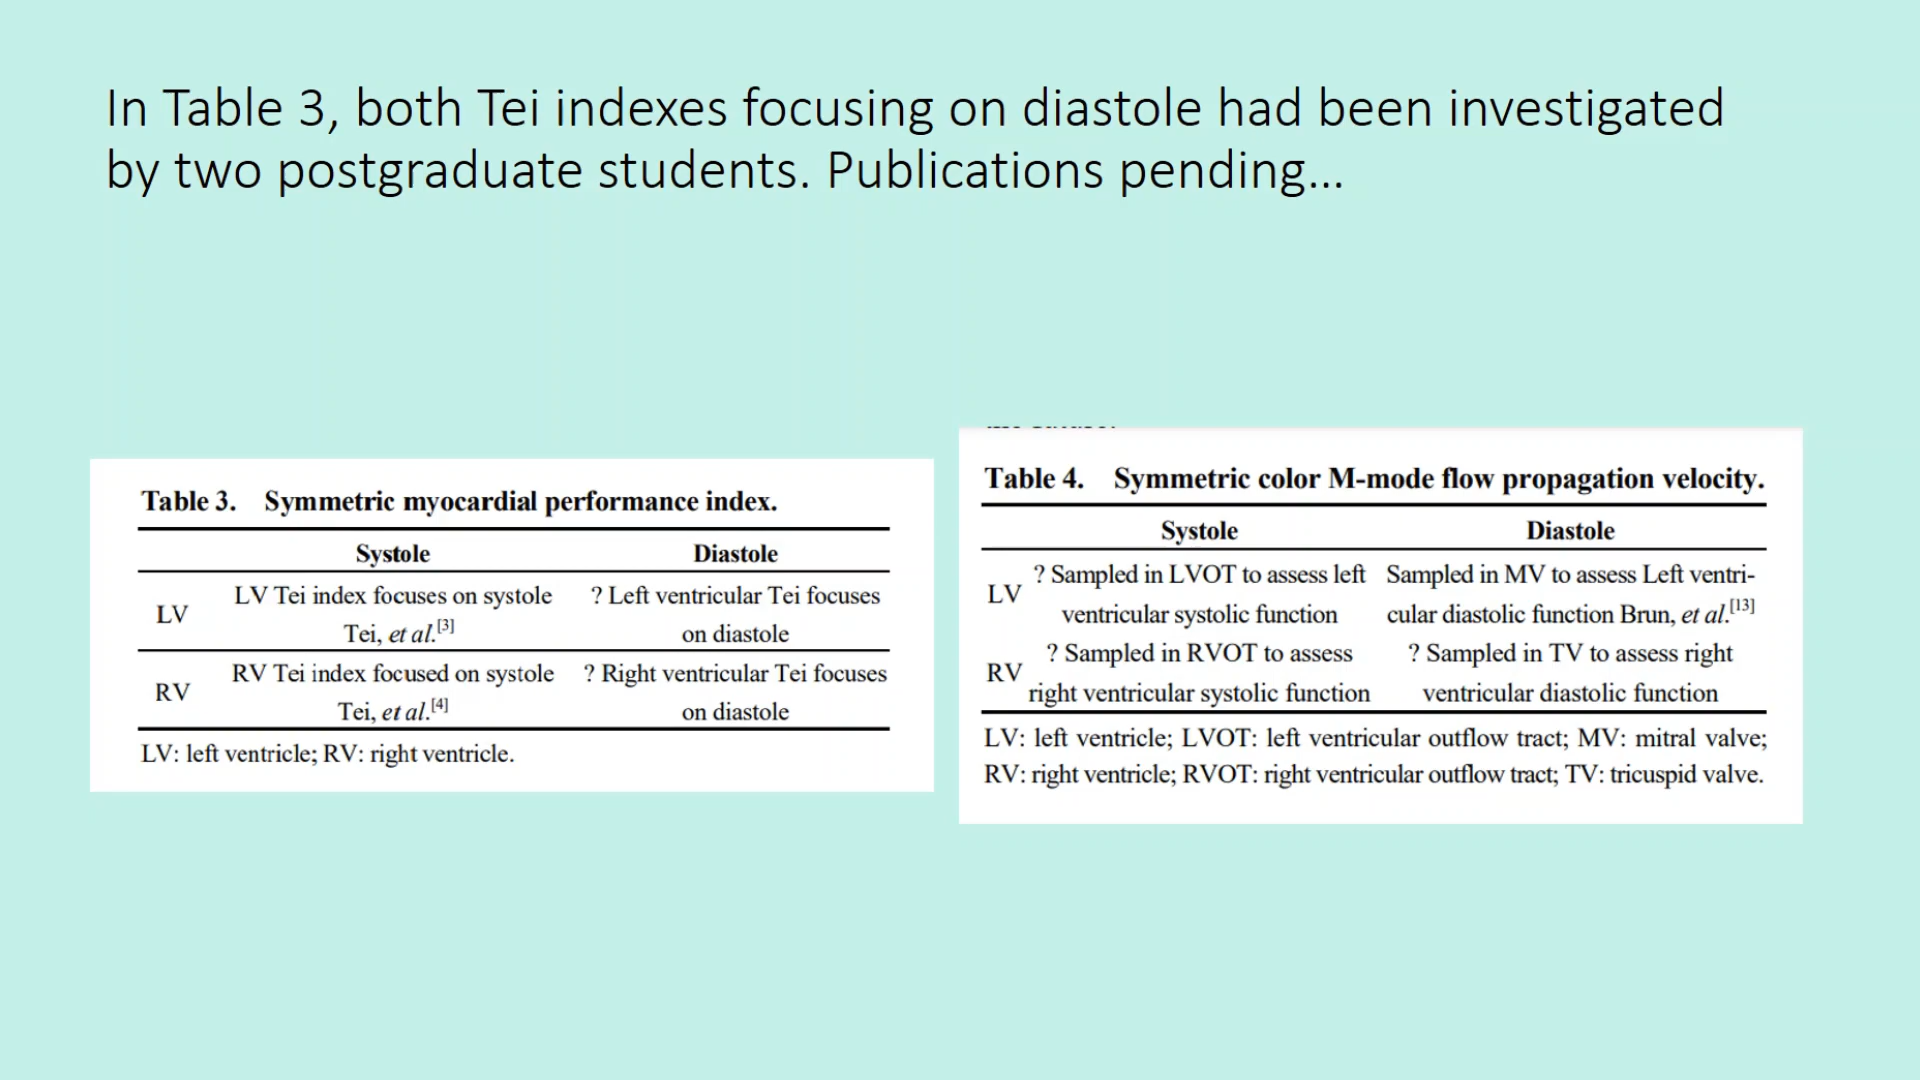 In Table 3, both Tei indexes focusing on diastole had been investigated
by two postgraduate students. Publications pending...
Table 3. Symmetric myocardial performance index.
Systole Diastole
LV
LV Tei index focuses on systole
Tei, et al.[3]
? Left ventricular Tei focuses
on diastole
RV
RV Tei index focused on systole
Tei, et al.[4]
? Right ventricular Tei focuses
on diastole
LV: left ventricle; RV: right ventricle.
Table 4. Symmetric color M-mode flow propagation velocity.
Systole Diastole
LV
? Sampled in LVOT to assess left
ventricular systolic function
Sampled in MV to assess Left ventri-
cular diastolic function Brun, et al.[13]
RV
? Sampled in RVOT to assess
right ventricular systolic function
? Sampled in TV to assess right
ventricular diastolic function
LV: left ventricle; LVOT: left ventricular outflow tract; MV: mitral valve;
RV: right ventricle; RVOT: right ventricular outflow tract; TV: tricuspid valve.